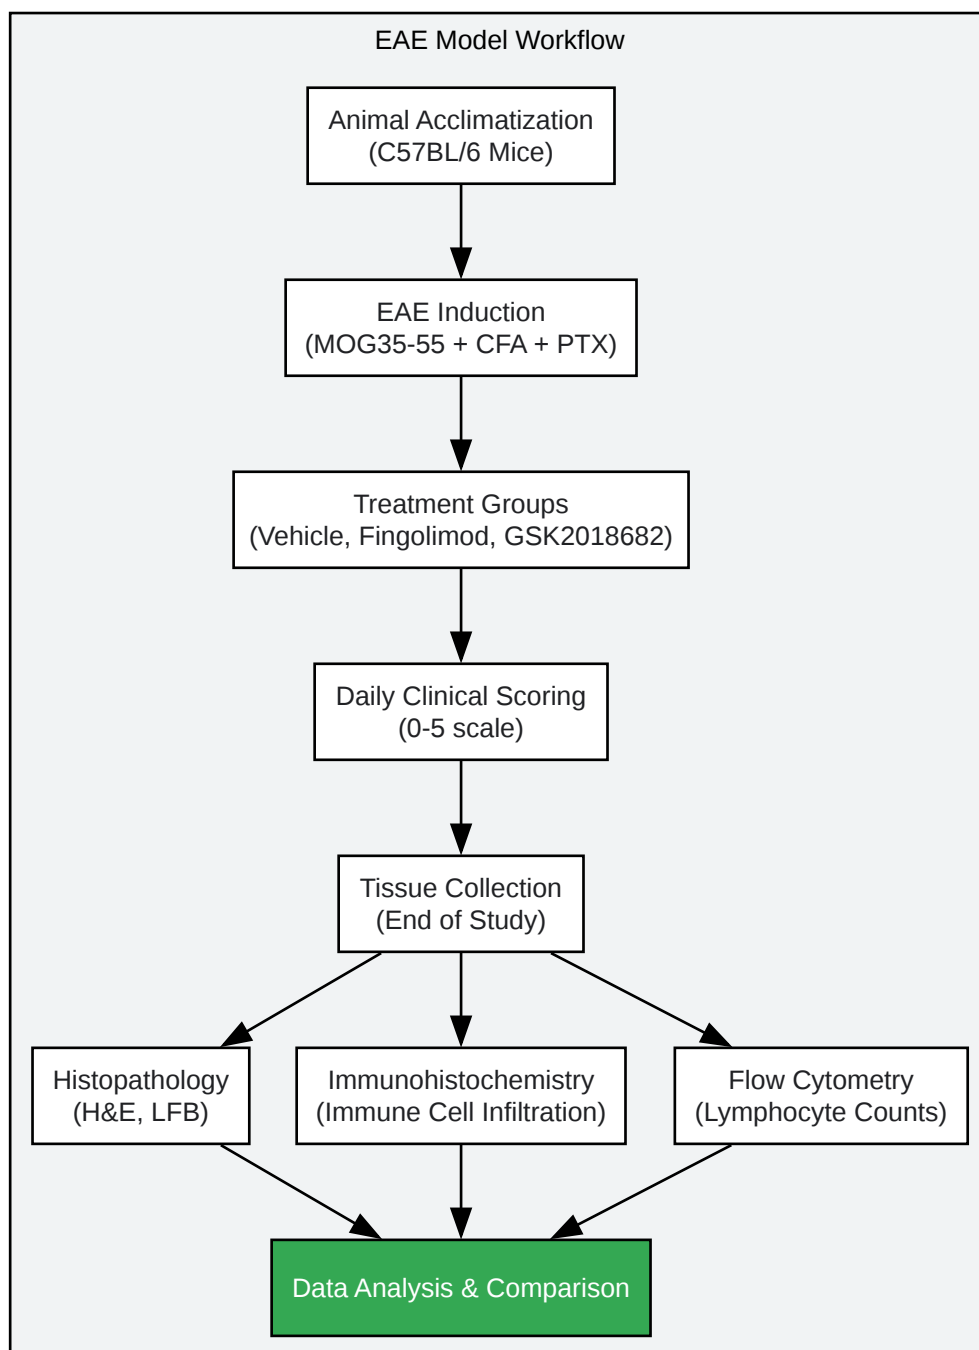 EAE Model Workflow
Animal Acclimatization
(C57BL/6 Mice)
EAE Induction
(MOG35-55 + CFA + PTX)
Treatment Groups
(Vehicle, Fingolimod, GSK2018682)
Daily Clinical Scoring
(0-5 scale)
Tissue Collection
(End of Study)
Histopathology
(H&E, LFB)
Immunohistochemistry
(Immune Cell Infiltration)
Flow Cytometry
(Lymphocyte Counts)
Data Analysis & Comparison